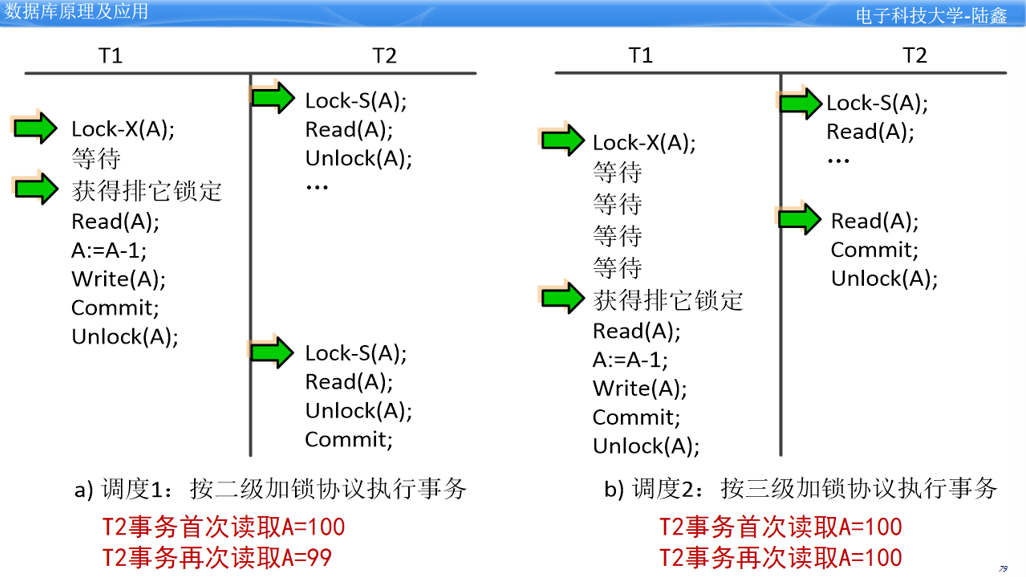 数据库原理及应用
电子科技大学-陆鑫
T1
T2
Lock-S(A);
Lock-X(A);
Read(A);
等待
Unlock(A);
获得排它锁定
...
Read(A);
A:=A-1;
Write(A);
Commit;
Unlock(A);
Lock-S(A);
Read(A);
Unlock(A);
Commit;
a) 调度1：按二级加锁协议执行事务
T2事务首次读取A=100
T2事务再次读取A=99
T1
T2
Lock-S(A);
Read(A);
Lock-X(A);
...
等待
等待
Read(A);
等待
Commit;
等待
Unlock(A);
获得排它锁定
Read(A);
A:=A-1;
Write(A);
Commit;
Unlock(A);
b) 调度2：按三级加锁协议执行事务
T2事务首次读取A=100
T2事务再次读取A=100
79